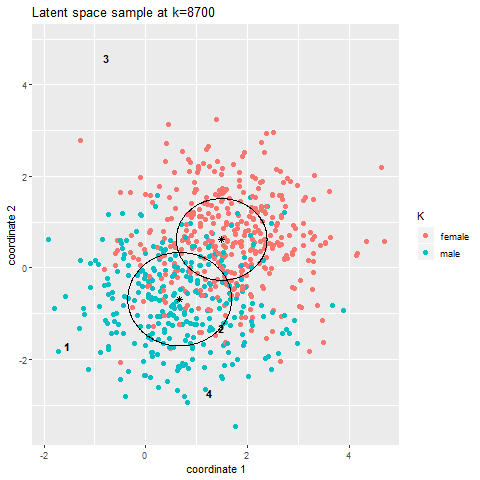 Latent space sample at k=8700
3
4
2
0
-2
1
2
4
-2
0
2
4
coordinate 1
coordinate 2
K
female
male